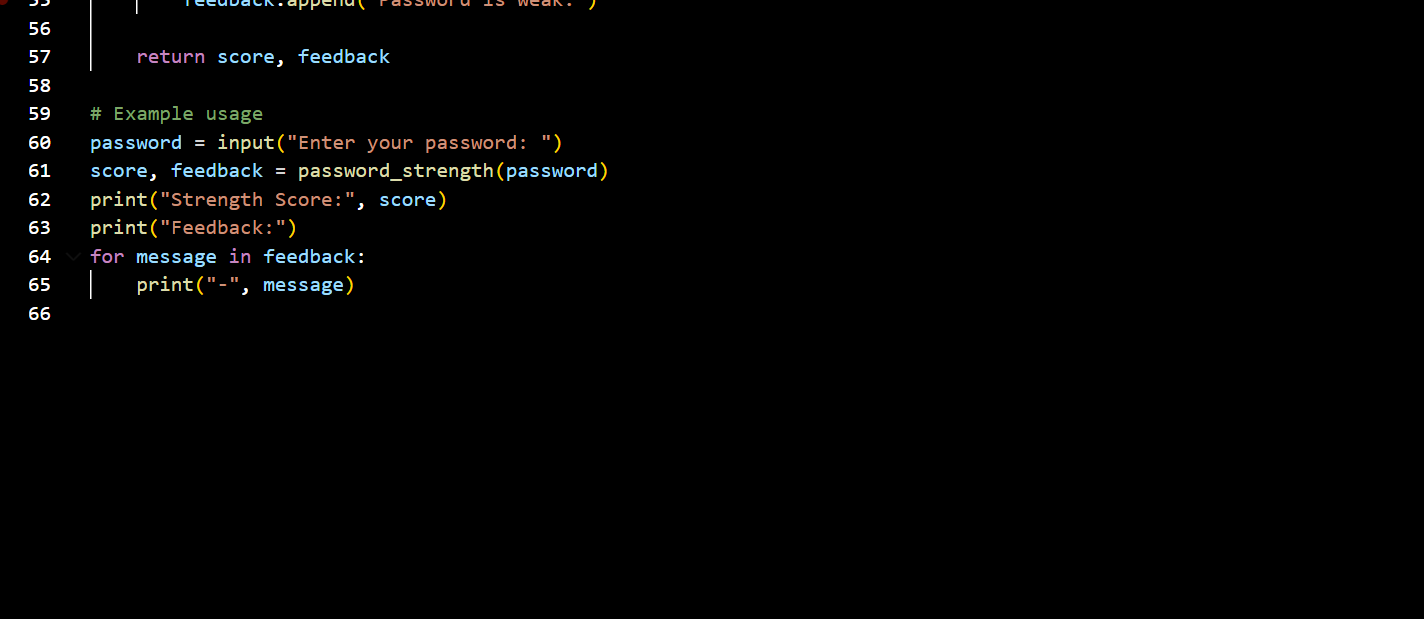 55 feedback.append("Password is weak.")
56
57 return score, feedback
58
59 # Example usage
60 password = input("Enter your password: ")
61 score, feedback = password_strength(password)
62 print("Strength Score:", score)
63 print("Feedback:")
64 for message in feedback:
65 print("-", message)
66